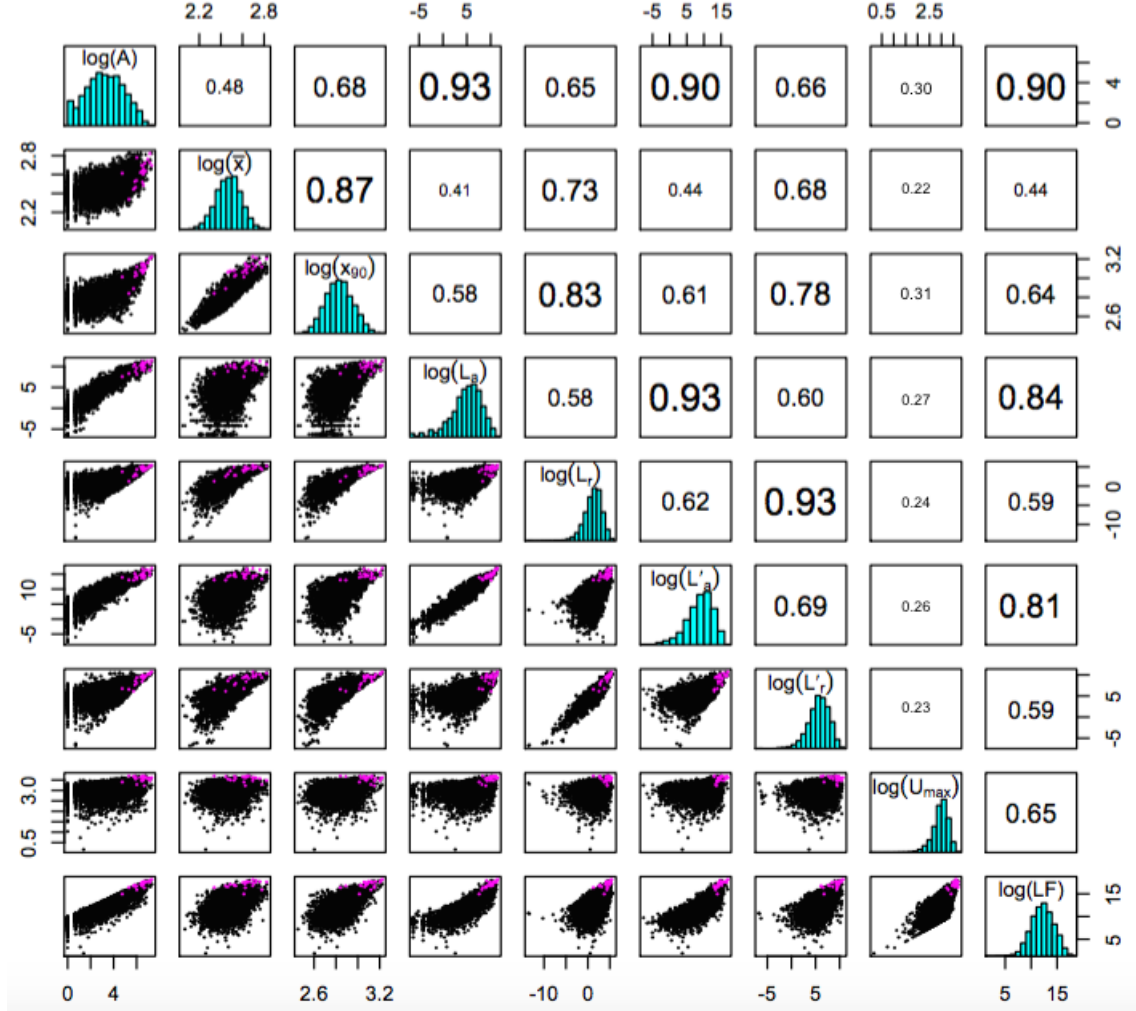 2.2 2.8 -5 5 -5 5 15 0.5 2.5
log(A) 0.48 0.68 0.93 0.65 0.90 0.66 0.30 0.90 0 4
2.2 2.8 log(x̅) 0.87 0.41 0.73 0.44 0.68 0.22 0.44
log(x₉₀) 0.58 0.83 0.61 0.78 0.31 0.64 2.6 3.2
-5 5 log(Lₐ) 0.58 0.93 0.60 0.27 0.84
log(Lᵣ) 0.62 0.93 0.24 0.59 -10 0
-5 10 log(L'ₐ) 0.69 0.26 0.81
log(L'ᵣ) 0.23 0.59 -5 5
0.5 3.0 log(Uₘₐₓ) 0.65
log(LF) 5 15
0 4 2.6 3.2 -10 0 -5 5 5 15